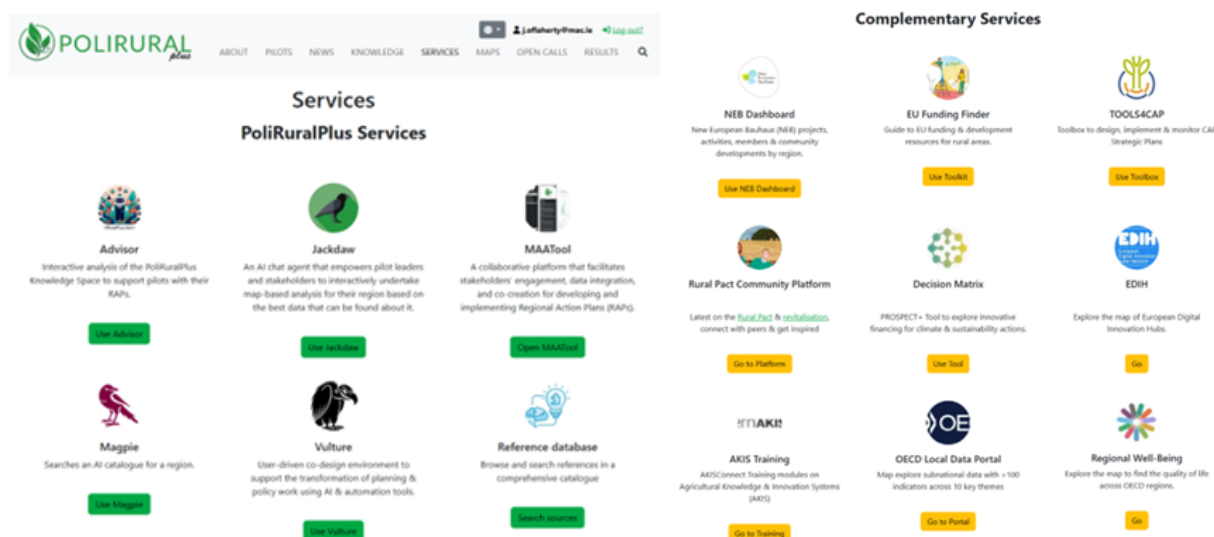 POLIRURAL
plus
j.oflaherty@mac.ie Log out?
ABOUT PILOTS NEWS KNOWLEDGE SERVICES MAPS OPEN CALLS RESULTS
Services
PoliRuralPlus Services
Advisor
Interactive analysis of the PoliRuralPlus
Knowledge Space to support pilots with their
RAPs.
Use Advisor
Jackdaw
An AI chat agent that empowers pilot leaders
and stakeholders to interactively undertake
map-based analysis for their region based on
the best data that can be found about it.
Use Jackdaw
MAATool
A collaborative platform that facilitates
stakeholders' engagement, data integration,
and co-creation for developing and
implementing Regional Action Plans (RAPs).
Open MAATool
Magpie
Searches an AI catalogue for a region.
Use Magpie
Vulture
User-driven co-design environment to
support the transformation of planning &
policy work using AI & automation tools.
Use Vulture
Reference database
Browse and search references in a
comprehensive catalogue
Search sources
Complementary Services
NEB Dashboard
New European Bauhaus (NEB) projects,
activities, members & community
developments by region.
Use NEB Dashboard
EU Funding Finder
Guide to EU funding & development
resources for rural areas.
Use Toolkit
TOOLS4CAP
Toolbox to design, implement & monitor CAP
Strategic Plans
Use Toolbox
Rural Pact Community Platform
Latest on the Rural Pact & revitalisation,
connect with peers & get inspired
Go to Platform
Decision Matrix
PROSPECT+ Tool to explore innovative
financing for climate & sustainability actions.
Use Tool
EDIH
EDIH
Explore the map of European Digital
Innovation Hubs.
Go
AKIS Training
AKISConnect Training modules on
Agricultural Knowledge & Innovation Systems
(AKIS)
Go to Training
OE
OECD Local Data Portal
Map explore subnational data with >100
indicators across 10 key themes
Go to Portal
Regional Well-Being
Explore the map to find the quality of life
across OECD regions.
Go